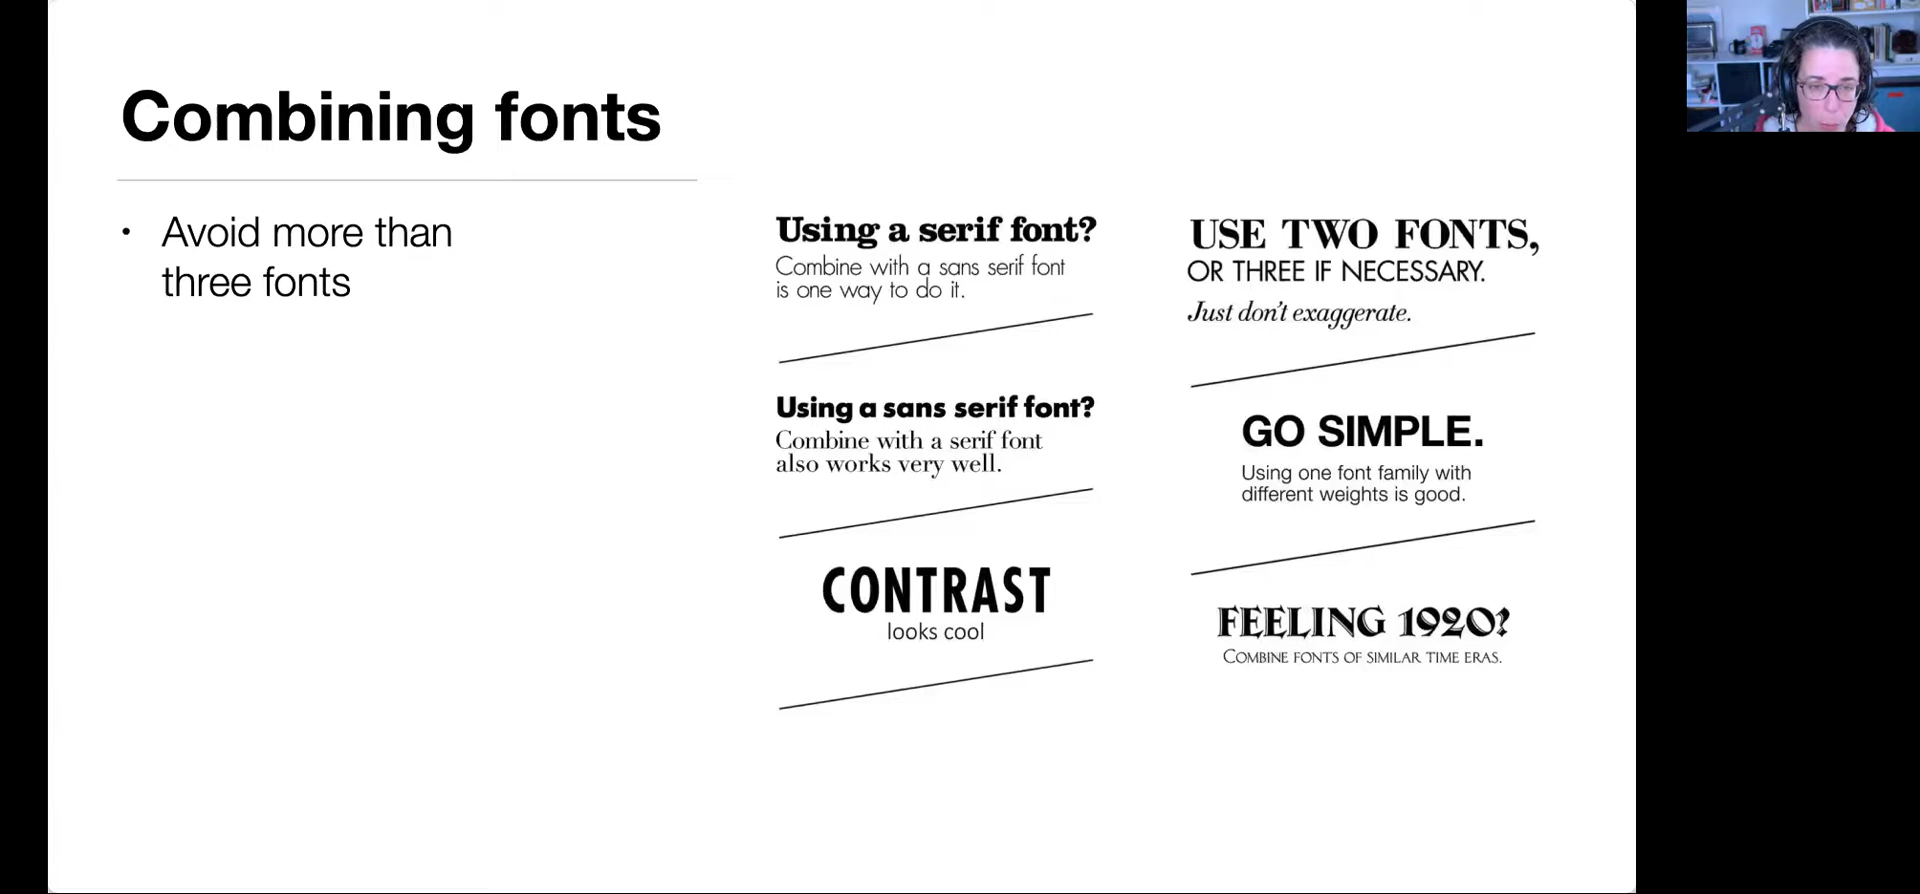 Combining fonts
• Avoid more than
three fonts
Using a serif font?
Combine with a sans serif font
is one way to do it.
Using a sans serif font?
Combine with a serif font
also works very well.
CONTRAST
looks cool
USE TWO FONTS,
OR THREE IF NECESSARY.
Just don't exaggerate.
GO SIMPLE.
Using one font family with
different weights is good.
FEELING 1920?
COMBINE FONTS OF SIMILAR TIME ERAS.